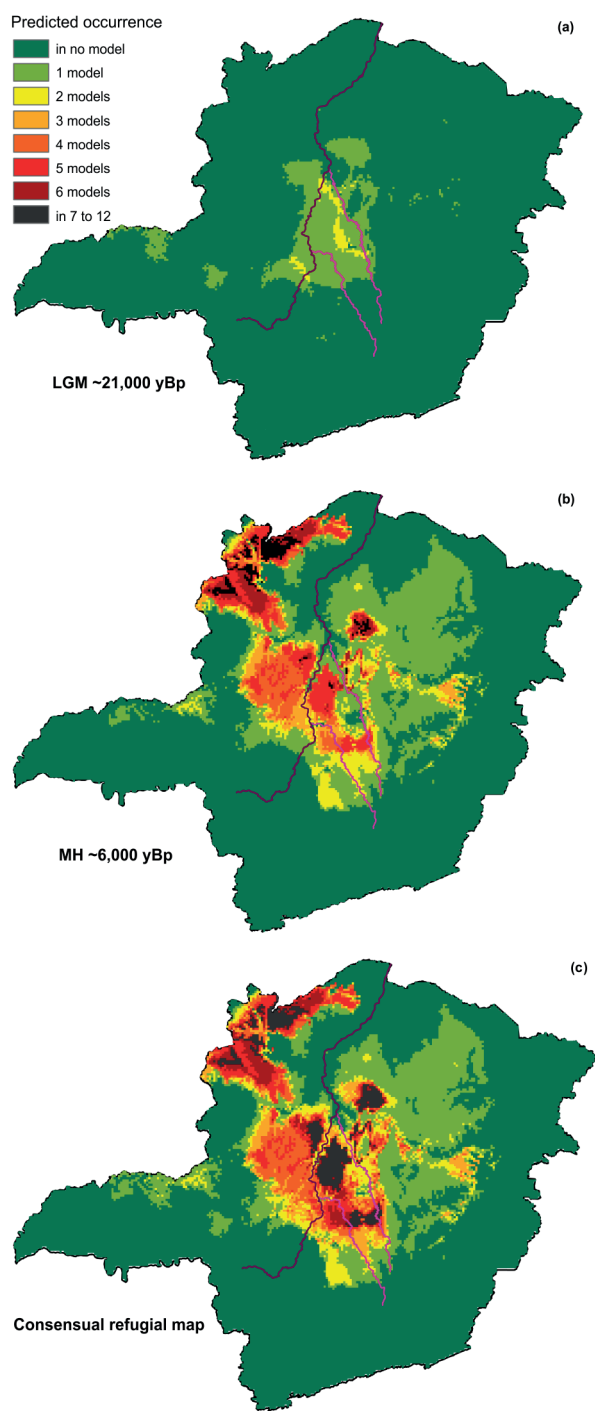 Predicted occurrence
(a)
in no model
1 model
2 models
3 models
4 models
5 models
6 models
in 7 to 12
LGM ~21,000 yBp
(b)
MH ~6,000 yBp
(c)
Consensual refugial map